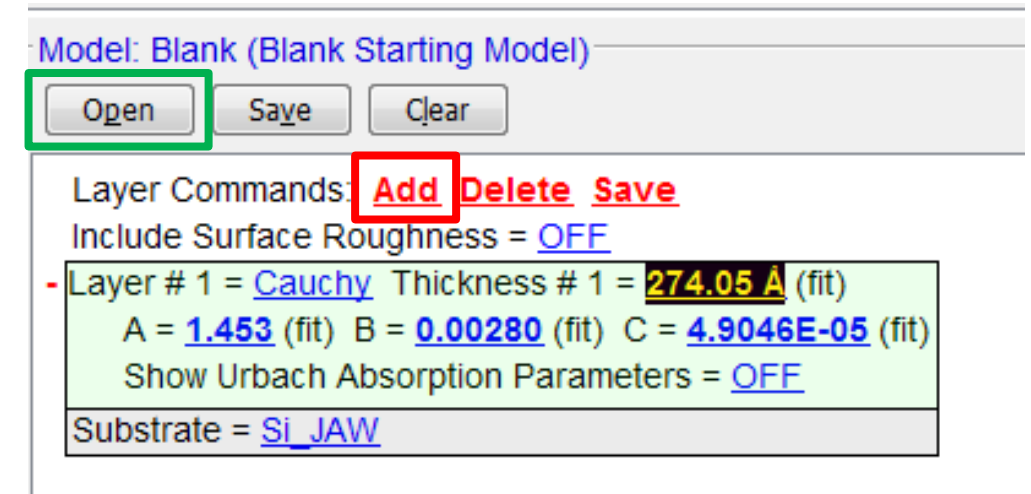 Model: Blank (Blank Starting Model)
Open Save Clear
Layer Commands: Add Delete Save
Include Surface Roughness = OFF
- Layer # 1 = Cauchy Thickness # 1 = 274.05 Å (fit)
A = 1.453 (fit) B = 0.00280 (fit) C = 4.9046E-05 (fit)
Show Urbach Absorption Parameters = OFF
Substrate = Si_JAW